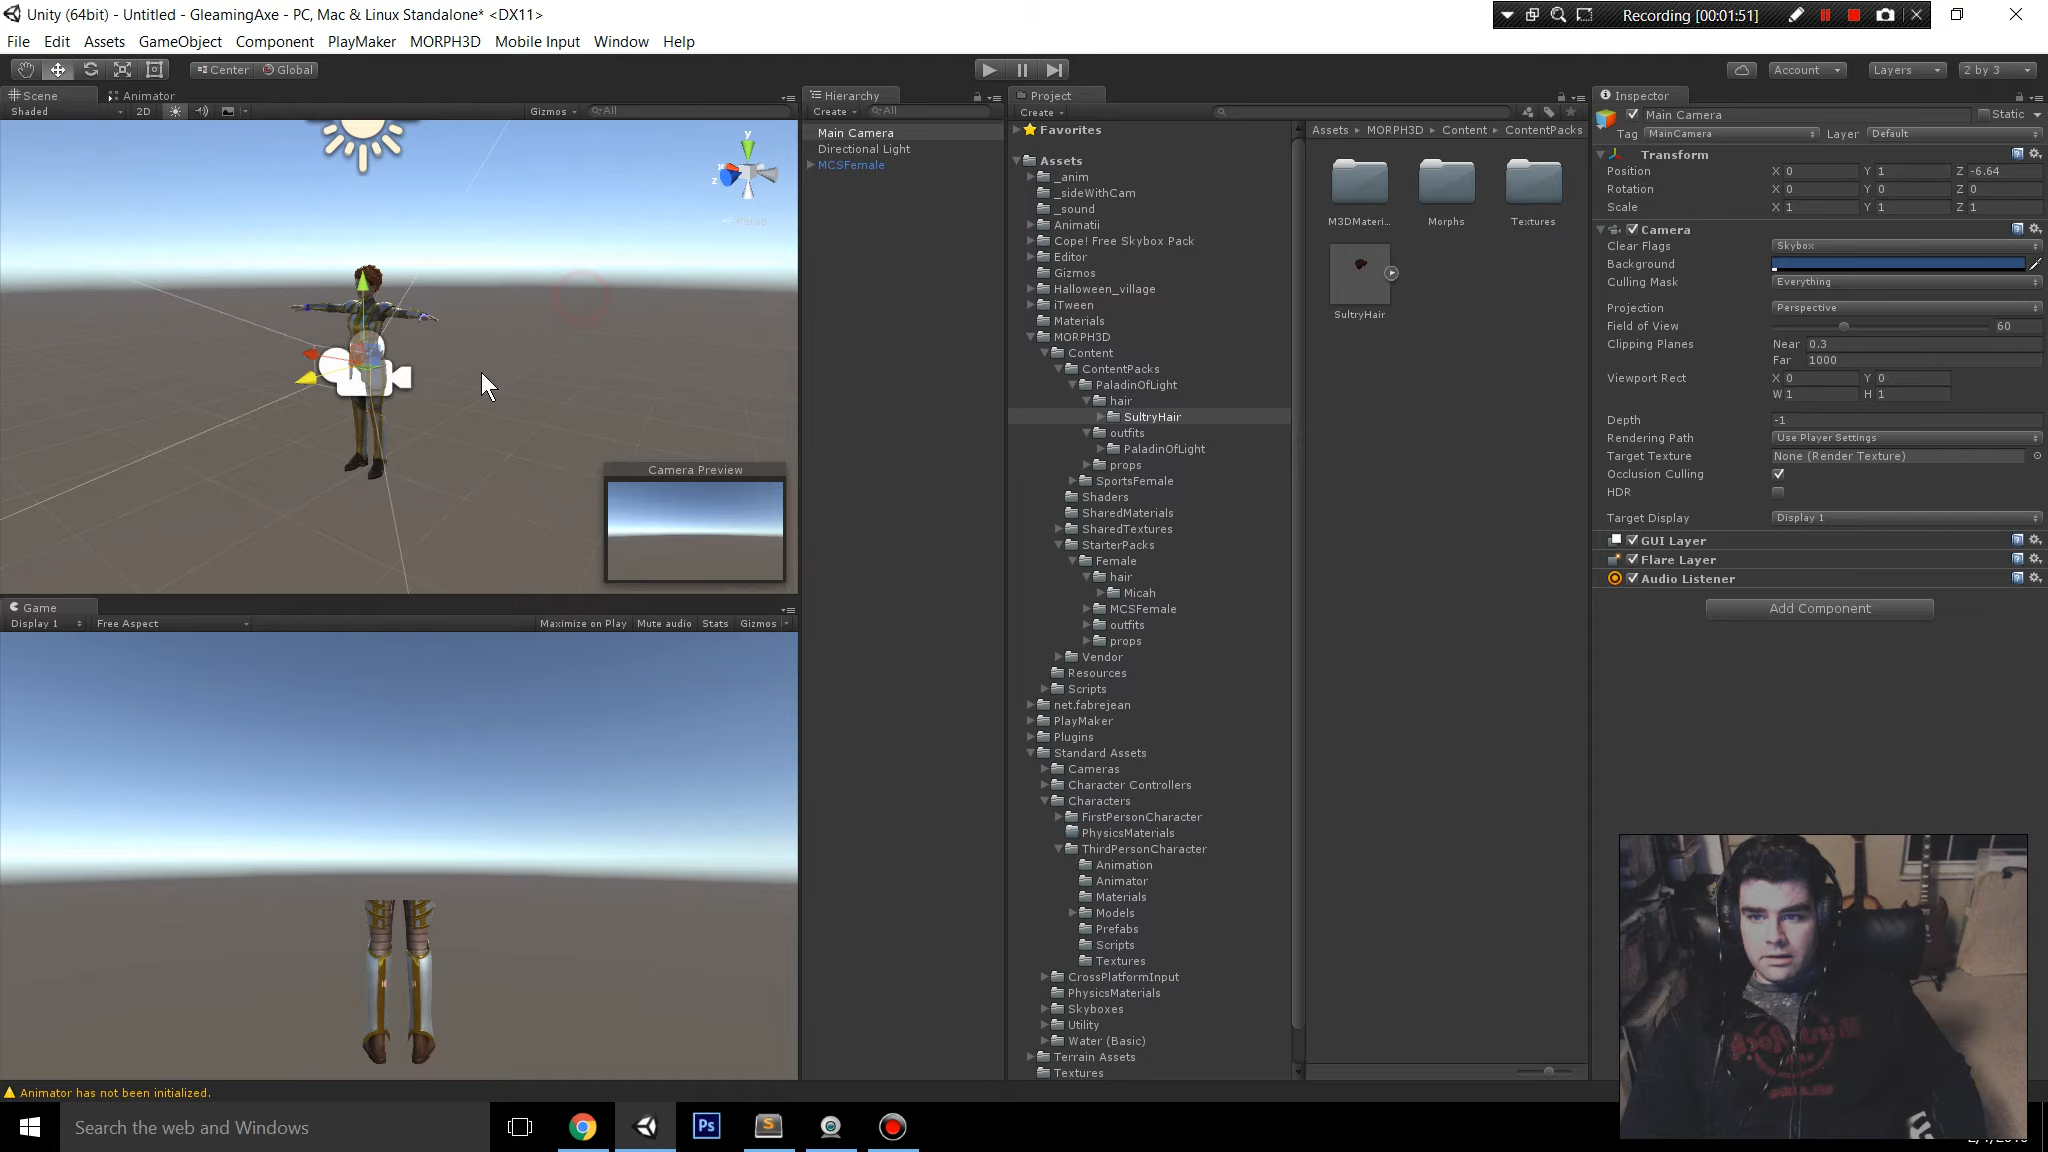 Unity (64bit) - Untitled - GleamingAxe - PC, Mac & Linux Standalone* <DX11>
Recording [00:01:51]
File Edit Assets GameObject Component PlayMaker MORPH3D Mobile Input Window Help
Center Global
Account Layers 2 by 3
Scene Animator
Shaded 2D Gizmos All
y
x
z
Persp
Camera Preview
Game
Display 1 Free Aspect Maximize on Play Mute audio Stats Gizmos
Hierarchy
Create All
Main Camera
Directional Light
MCSFemale
Project
Create
Favorites
Assets
_anim
_sideWithCam
_sound
Animatii
Cope! Free Skybox Pack
Editor
Gizmos
Halloween_village
iTween
Materials
MORPH3D
Content
ContentPacks
PaladinOfLight
hair
SultryHair
outfits
PaladinOfLight
props
SportsFemale
Shaders
SharedMaterials
SharedTextures
StarterPacks
Female
hair
Micah
MCSFemale
outfits
props
Vendor
Resources
Scripts
net.fabrejean
PlayMaker
Plugins
Standard Assets
Cameras
Character Controllers
Characters
FirstPersonCharacter
PhysicsMaterials
ThirdPersonCharacter
Animation
Animator
Materials
Models
Prefabs
Scripts
Textures
CrossPlatformInput
PhysicsMaterials
Skyboxes
Utility
Water (Basic)
Terrain Assets
Textures
Assets MORPH3D Content ContentPacks
M3DMateri... Morphs Textures
SultryHair
Inspector
Main Camera Static
Tag MainCamera Layer Default
Transform
Position X 0 Y 1 Z -6.64
Rotation X 0 Y 0 Z 0
Scale X 1 Y 1 Z 1
Camera
Clear Flags Skybox
Background
Culling Mask Everything
Projection Perspective
Field of View 60
Clipping Planes Near 0.3
Far 1000
Viewport Rect X 0 Y 0
W 1 H 1
Depth -1
Rendering Path Use Player Settings
Target Texture None (Render Texture)
Occlusion Culling
HDR
Target Display Display 1
GUI Layer
Flare Layer
Audio Listener
Add Component
Animator has not been initialized.
Search the web and Windows
Ps
S